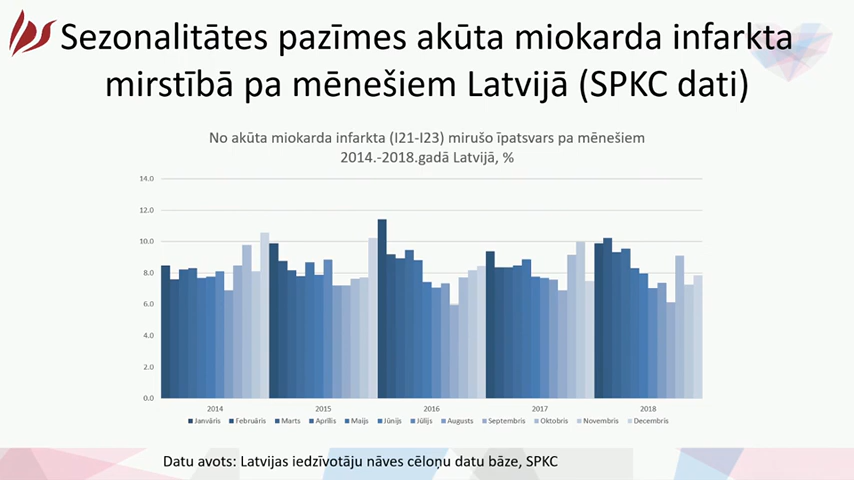 Sezonalitātes pazīmes akūta miokarda infarkta
mirstībā pa mēnešiem Latvijā (SPKC dati)
No akūta miokarda infarkta (I21-I23) mirušo īpatsvars pa mēnešiem
2014.-2018.gadā Latvijā, %
14.0
12.0
10.0
8.0
6.0
4.0
2.0
0.0
2014 2015 2016 2017 2018
Janvāris Februāris Marts Aprīlis Maijs Jūnijs Jūlijs Augusts Septembris Oktobris Novembris Decembris
Datu avots: Latvijas iedzīvotāju nāves cēloņu datu bāze, SPKC